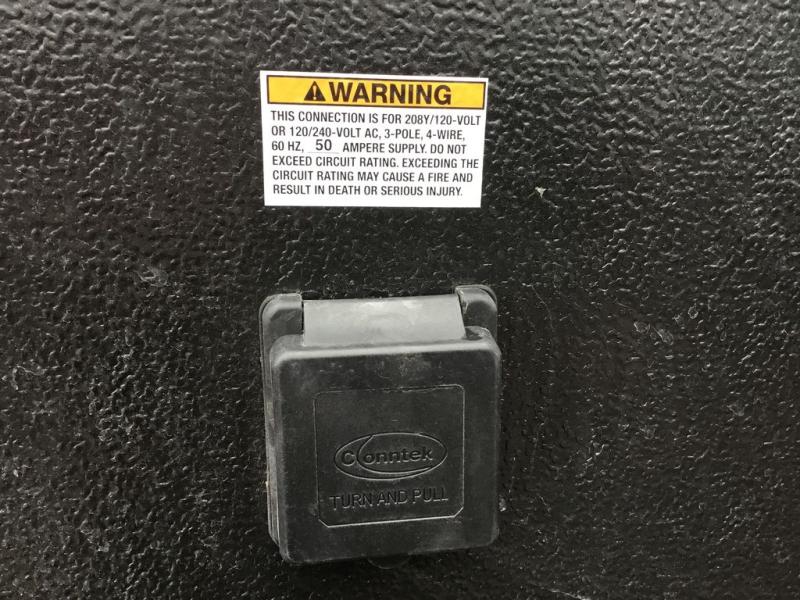 WARNING
THIS CONNECTION IS FOR 208Y/120-VOLT
OR 120/240-VOLT AC, 3-POLE, 4-WIRE,
60 HZ, 50 AMPERE SUPPLY. DO NOT
EXCEED CIRCUIT RATING. EXCEEDING THE
CIRCUIT RATING MAY CAUSE A FIRE AND
RESULT IN DEATH OR SERIOUS INJURY.
Conntek
TURN AND PULL